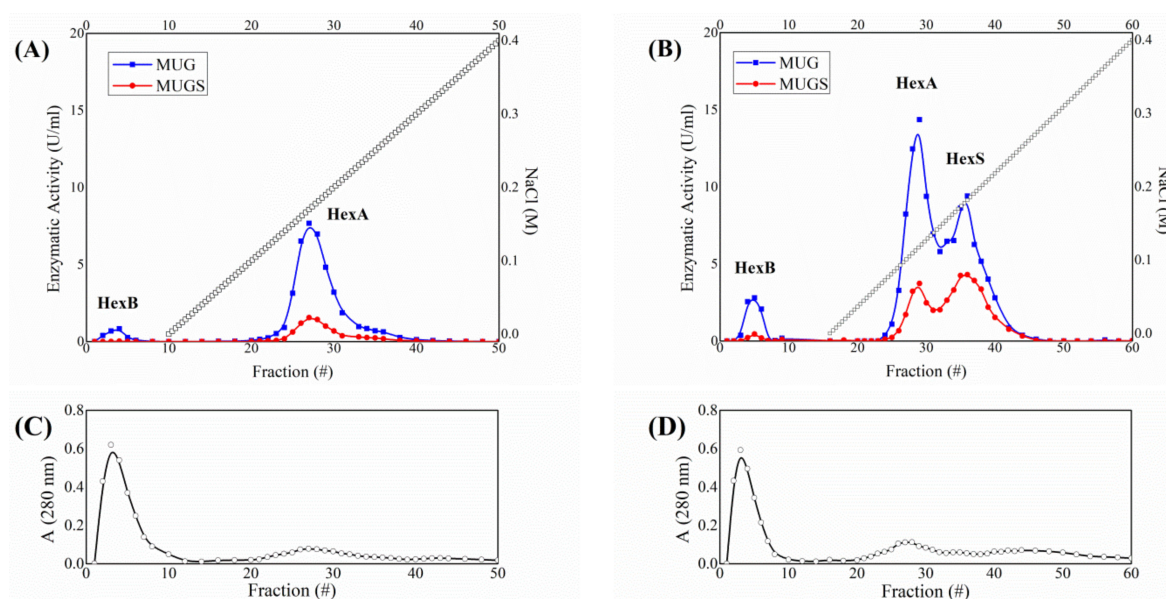 (A)
0 10 20 30 40 50
20
15
10
5
0
Enzymatic Activity (U/ml)
MUG
MUGS
HexB
HexA
0.4
0.3
0.2
0.1
0.0
NaCl (M)
0 10 20 30 40 50
Fraction (#)
(B)
0 10 20 30 40 50 60
20
15
10
5
0
Enzymatic Activity (U/ml)
MUG
MUGS
HexA
HexS
HexB
0.4
0.3
0.2
0.1
0.0
NaCl (M)
0 10 20 30 40 50 60
Fraction (#)
(C)
0.8
0.6
0.4
0.2
0.0
A (280 nm)
0 10 20 30 40 50
Fraction (#)
(D)
0.8
0.6
0.4
0.2
0.0
A (280 nm)
0 10 20 30 40 50 60
Fraction (#)